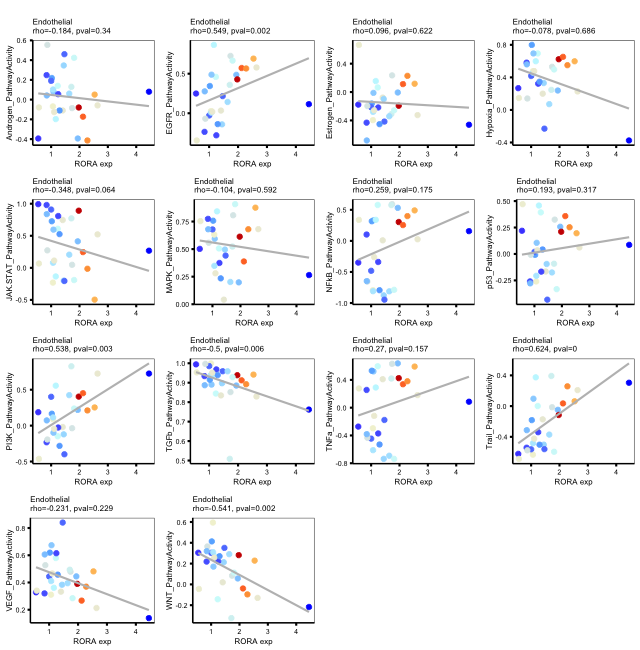 Endothelial
rho=-0.184, pval=0.34
Androgen_PathwayActivity
0.6
0.4
0.2
0.0
-0.2
-0.4
1 2 3 4
RORA exp
Endothelial
rho=0.549, pval=0.002
EGFR_PathwayActivity
0.5
0.0
1 2 3 4
RORA exp
Endothelial
rho=0.096, pval=0.622
Estrogen_PathwayActivity
0.6
0.3
0.0
-0.3
-0.6
1 2 3 4
RORA exp
Endothelial
rho=-0.078, pval=0.686
Hypoxia_PathwayActivity
0.8
0.4
0.0
-0.4
1 2 3 4
RORA exp
Endothelial
rho=-0.348, pval=0.064
JAK-STAT_PathwayActivity
1.0
0.5
0.0
-0.5
1 2 3 4
RORA exp
Endothelial
rho=-0.104, pval=0.592
MAPK_PathwayActivity
0.75
0.50
0.25
0.00
1 2 3 4
RORA exp
Endothelial
rho=0.259, pval=0.175
NFkB_PathwayActivity
0.5
0.0
-0.5
-1.0
1 2 3 4
RORA exp
Endothelial
rho=0.193, pval=0.317
p53_PathwayActivity
0.50
0.25
0.00
-0.25
1 2 3 4
RORA exp
Endothelial
rho=0.538, pval=0.003
PI3K_PathwayActivity
0.5
0.0
-0.5
1 2 3 4
RORA exp
Endothelial
rho=-0.5, pval=0.006
TGFb_PathwayActivity
1.0
0.9
0.8
0.7
0.6
0.5
1 2 3 4
RORA exp
Endothelial
rho=0.27, pval=0.157
TNFa_PathwayActivity
0.4
0.0
-0.4
-0.8
1 2 3 4
RORA exp
Endothelial
rho=0.624, pval=0
Trail_PathwayActivity
0.4
0.0
-0.4
1 2 3 4
RORA exp
Endothelial
rho=-0.231, pval=0.229
VEGF_PathwayActivity
0.8
0.6
0.4
0.2
1 2 3 4
RORA exp
Endothelial
rho=-0.541, pval=0.002
WNT_PathwayActivity
0.6
0.4
0.2
0.0
-0.2
1 2 3 4
RORA exp